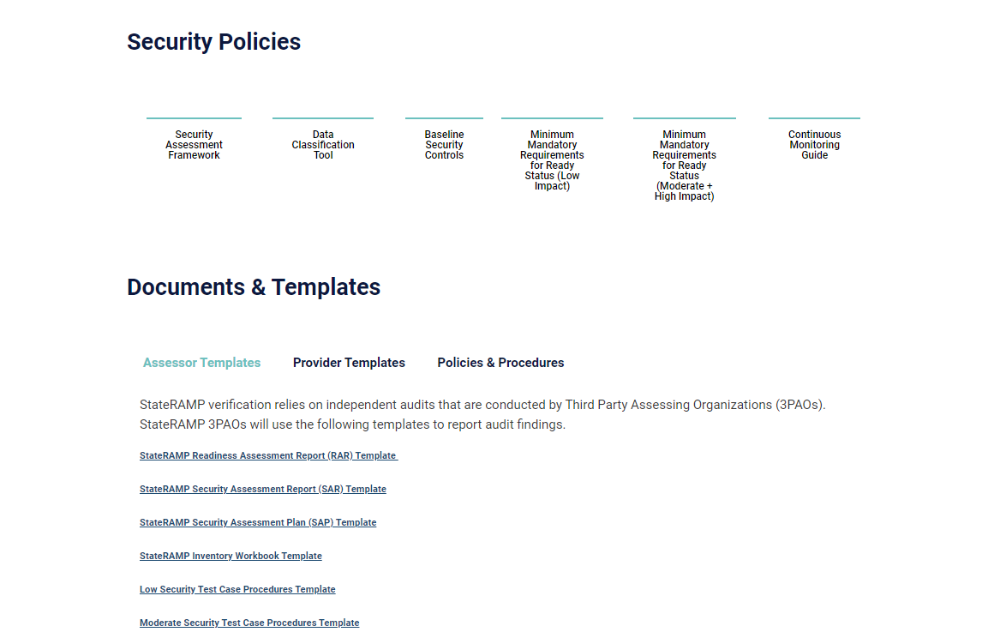 Security Policies
Security
Assessment
Framework
Data
Classification
Tool
Baseline
Security
Controls
Minimum
Mandatory
Requirements
for Ready
Status (Low
Impact)
Minimum
Mandatory
Requirements
for Ready
Status
(Moderate +
High Impact)
Continuous
Monitoring
Guide
Documents & Templates
Assessor Templates Provider Templates Policies & Procedures
StateRAMP verification relies on independent audits that are conducted by Third Party Assessing Organizations (3PAOs).
StateRAMP 3PAOs will use the following templates to report audit findings.
StateRAMP Readiness Assessment Report (RAR) Template
StateRAMP Security Assessment Report (SAR) Template
StateRAMP Security Assessment Plan (SAP) Template
StateRAMP Inventory Workbook Template
Low Security Test Case Procedures Template
Moderate Security Test Case Procedures Template